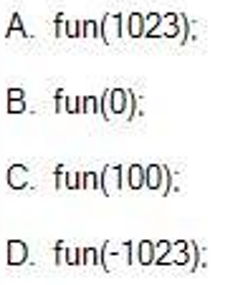 A. fun(1023);
B. fun(0);
C. fun(100);
D. fun(-1023);